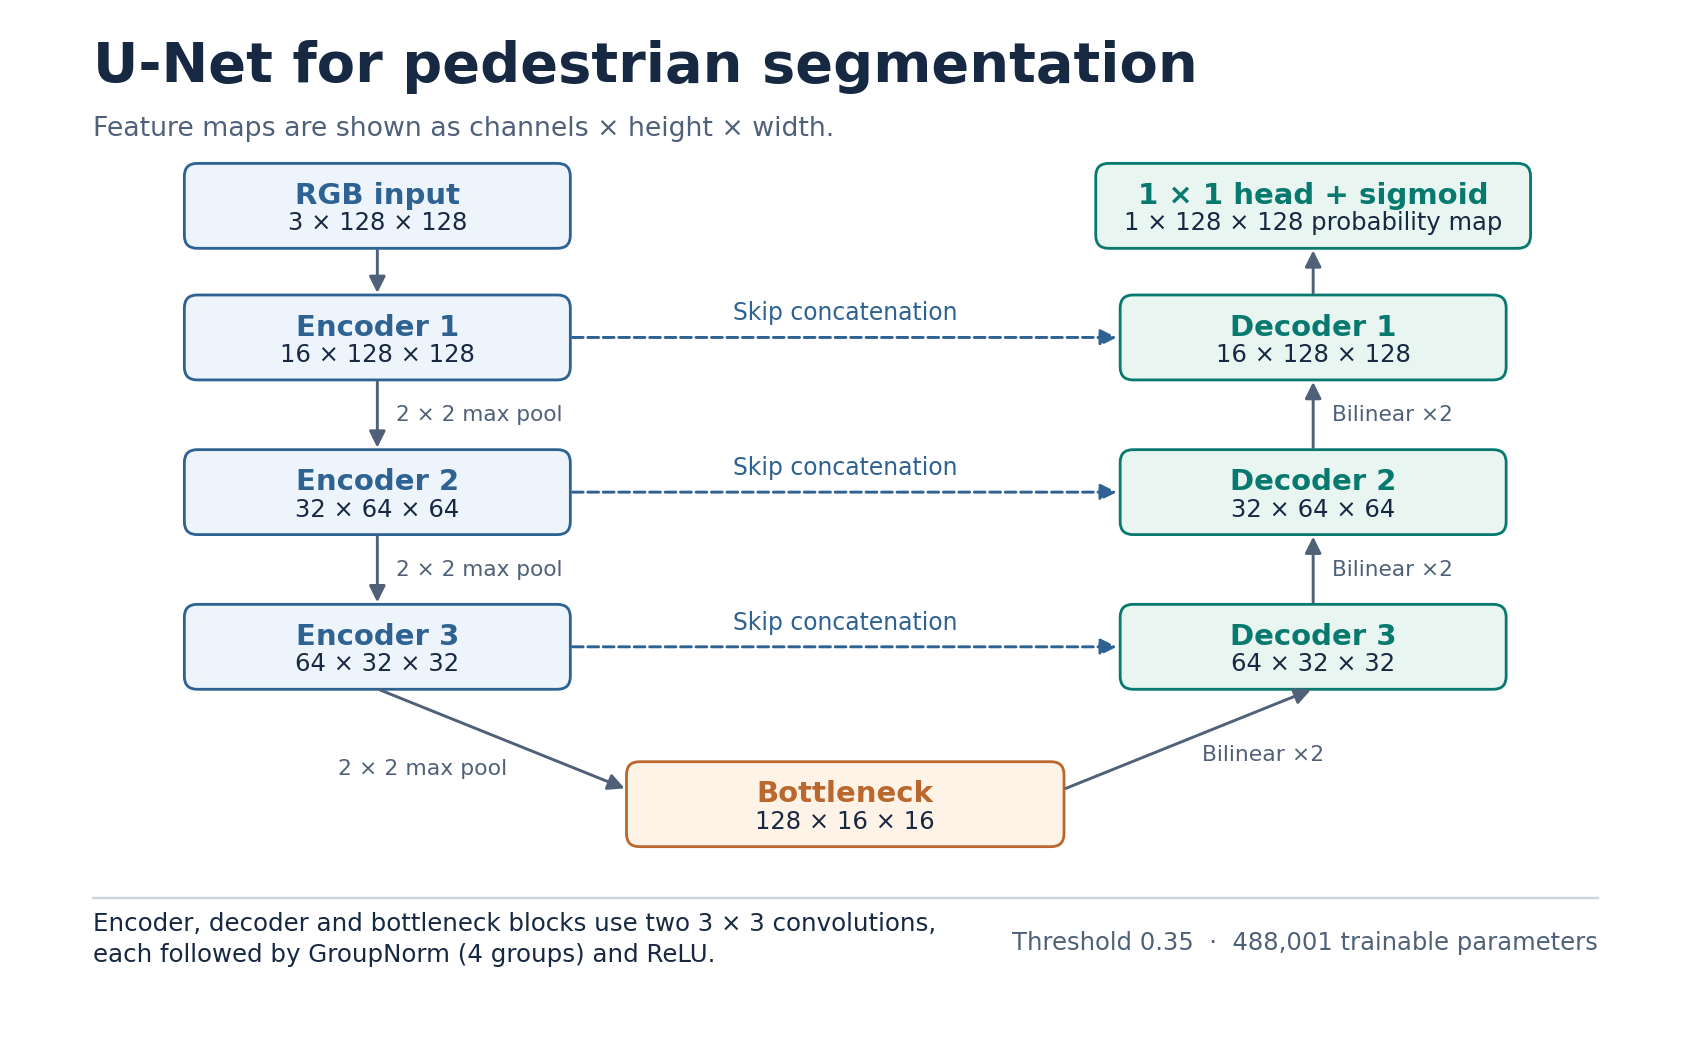 U-Net for pedestrian segmentation
Feature maps are shown as channels × height × width.
RGB input
3 × 128 × 128
1 × 1 head + sigmoid
1 × 128 × 128 probability map
Encoder 1
16 × 128 × 128
Skip concatenation
Decoder 1
16 × 128 × 128
2 × 2 max pool
Bilinear ×2
Encoder 2
32 × 64 × 64
Skip concatenation
Decoder 2
32 × 64 × 64
2 × 2 max pool
Bilinear ×2
Encoder 3
64 × 32 × 32
Skip concatenation
Decoder 3
64 × 32 × 32
2 × 2 max pool
Bilinear ×2
Bottleneck
128 × 16 × 16
Encoder, decoder and bottleneck blocks use two 3 × 3 convolutions,
each followed by GroupNorm (4 groups) and ReLU.
Threshold 0.35 · 488,001 trainable parameters